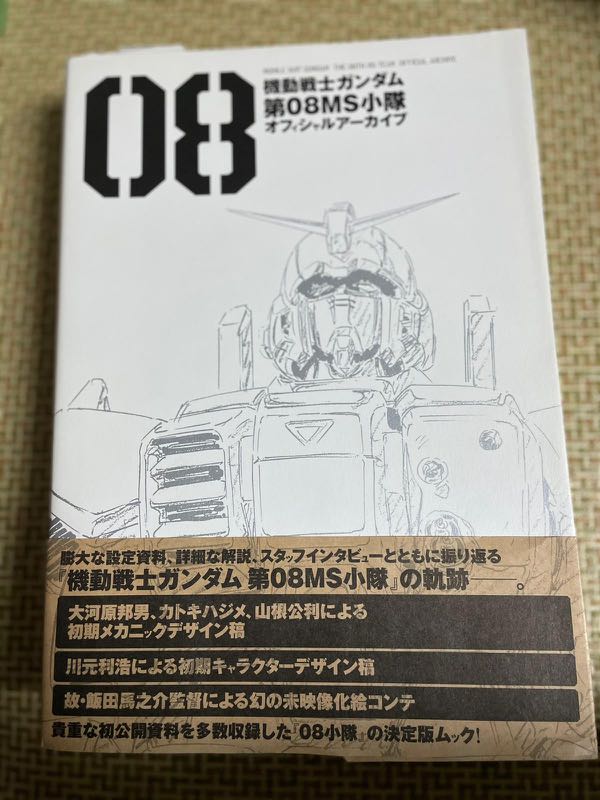 MOBILE SUIT GUNDAM THE 08TH MS TEAM OFFICIAL ARCHIVE
08
機動戦士ガンダム
第08MS小隊
オフィシャルアーカイブ
膨大な設定資料、詳細な解説、スタッフインタビューとともに振り返る
『機動戦士ガンダム 第08MS小隊』の軌跡――。
大河原邦男、カトキハジメ、山根公利による
初期メカニックデザイン稿
川元利浩による初期キャラクターデザイン稿
故・飯田馬之介監督による幻の未映像化絵コンテ
貴重な初公開資料を多数収録した『08小隊』の決定版ムック!